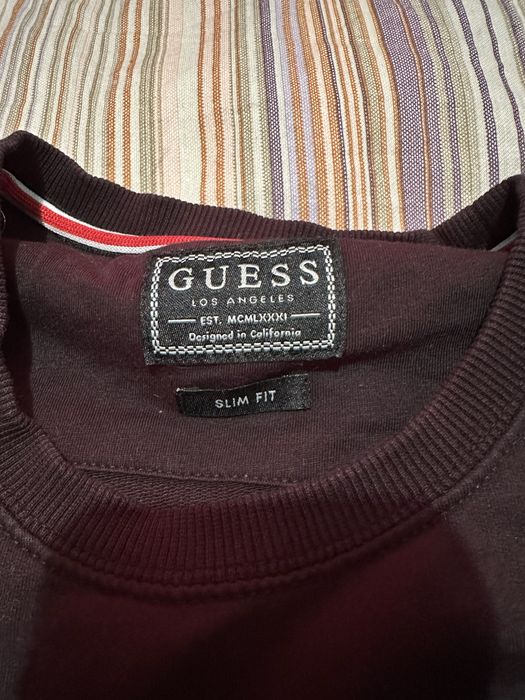 GUESS
LOS ANGELES
EST. MCMLXXXI
Designed in California
SLIM FIT